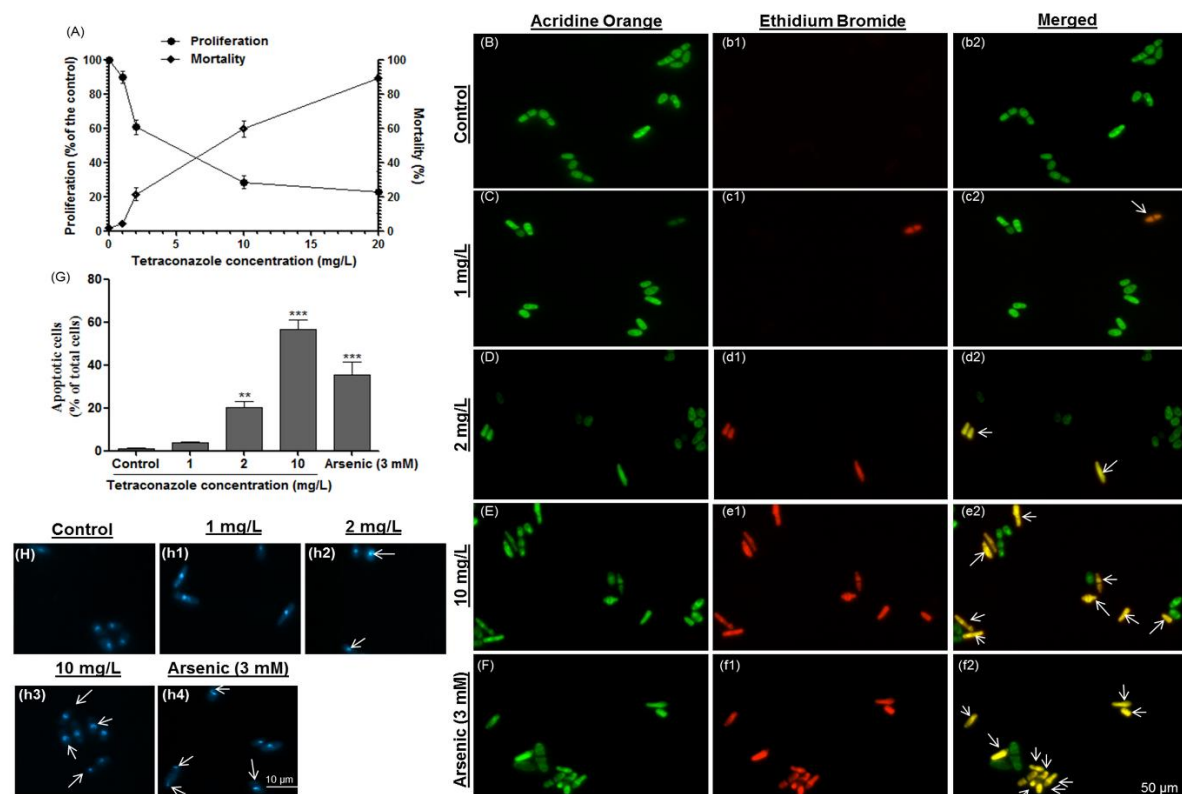 (A)
Proliferation
Mortality
100
80
60
40
20
0
Proliferation (% of the control)
100
80
60
40
20
0
Mortality (%)
0
5
10
15
20
Tetraconazole concentration (mg/L)
(G)
80
60
40
20
0
Apoptotic cells
(% of total cells)
**
***
***
Control
1
2
10
Arsenic (3 mM)
Tetraconazole concentration (mg/L)
Control
1 mg/L
2 mg/L
(H)
(h1)
(h2)
10 mg/L
Arsenic (3 mM)
(h3)
(h4)
10 µm
Acridine Orange
Ethidium Bromide
Merged
Control
(B)
(b1)
(b2)
1 mg/L
(C)
(c1)
(c2)
2 mg/L
(D)
(d1)
(d2)
10 mg/L
(E)
(e1)
(e2)
Arsenic (3 mM)
(F)
(f1)
(f2)
50 µm